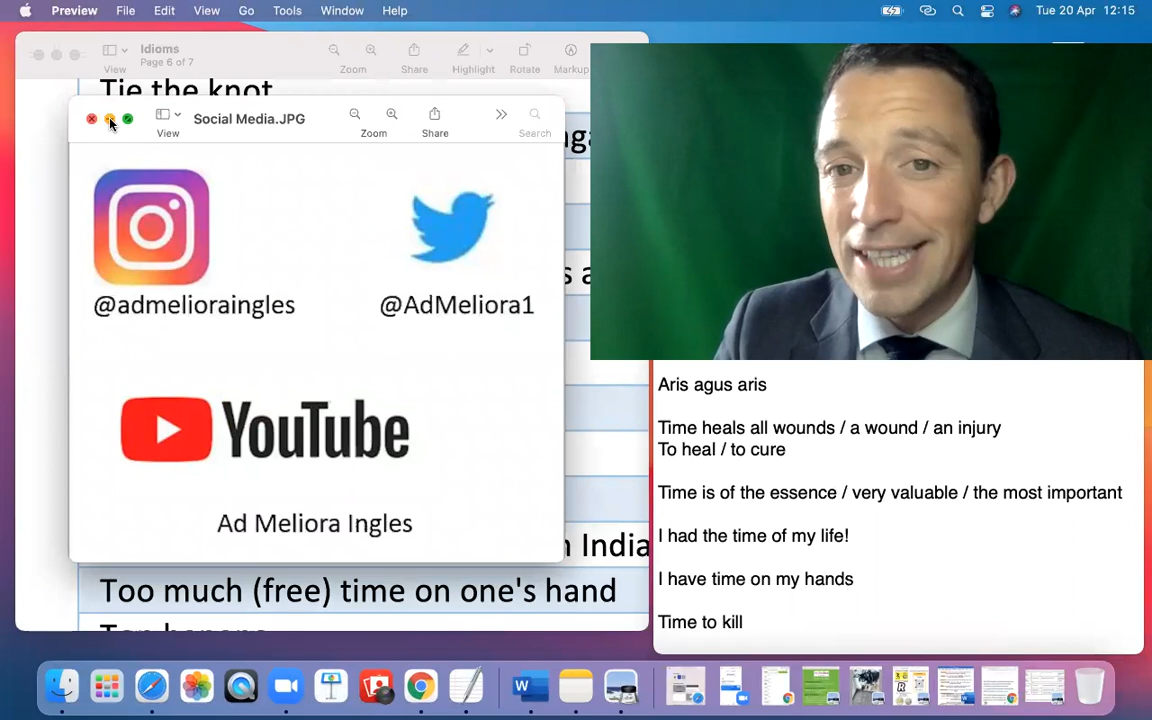 Preview File Edit View Go Tools Window Help Tue 20 Apr 12:15
Idioms
Page 6 of 7
View Zoom Share Highlight Rotate Markup
Tie the knot
Social Media.JPG
View Zoom Share Search
@admelioraingles @AdMeliora1
YouTube
Ad Meliora Ingles
n India
Too much (free) time on one's hand
Aris agus aris
Time heals all wounds / a wound / an injury
To heal / to cure
Time is of the essence / very valuable / the most important
I had the time of my life!
I have time on my hands
Time to kill